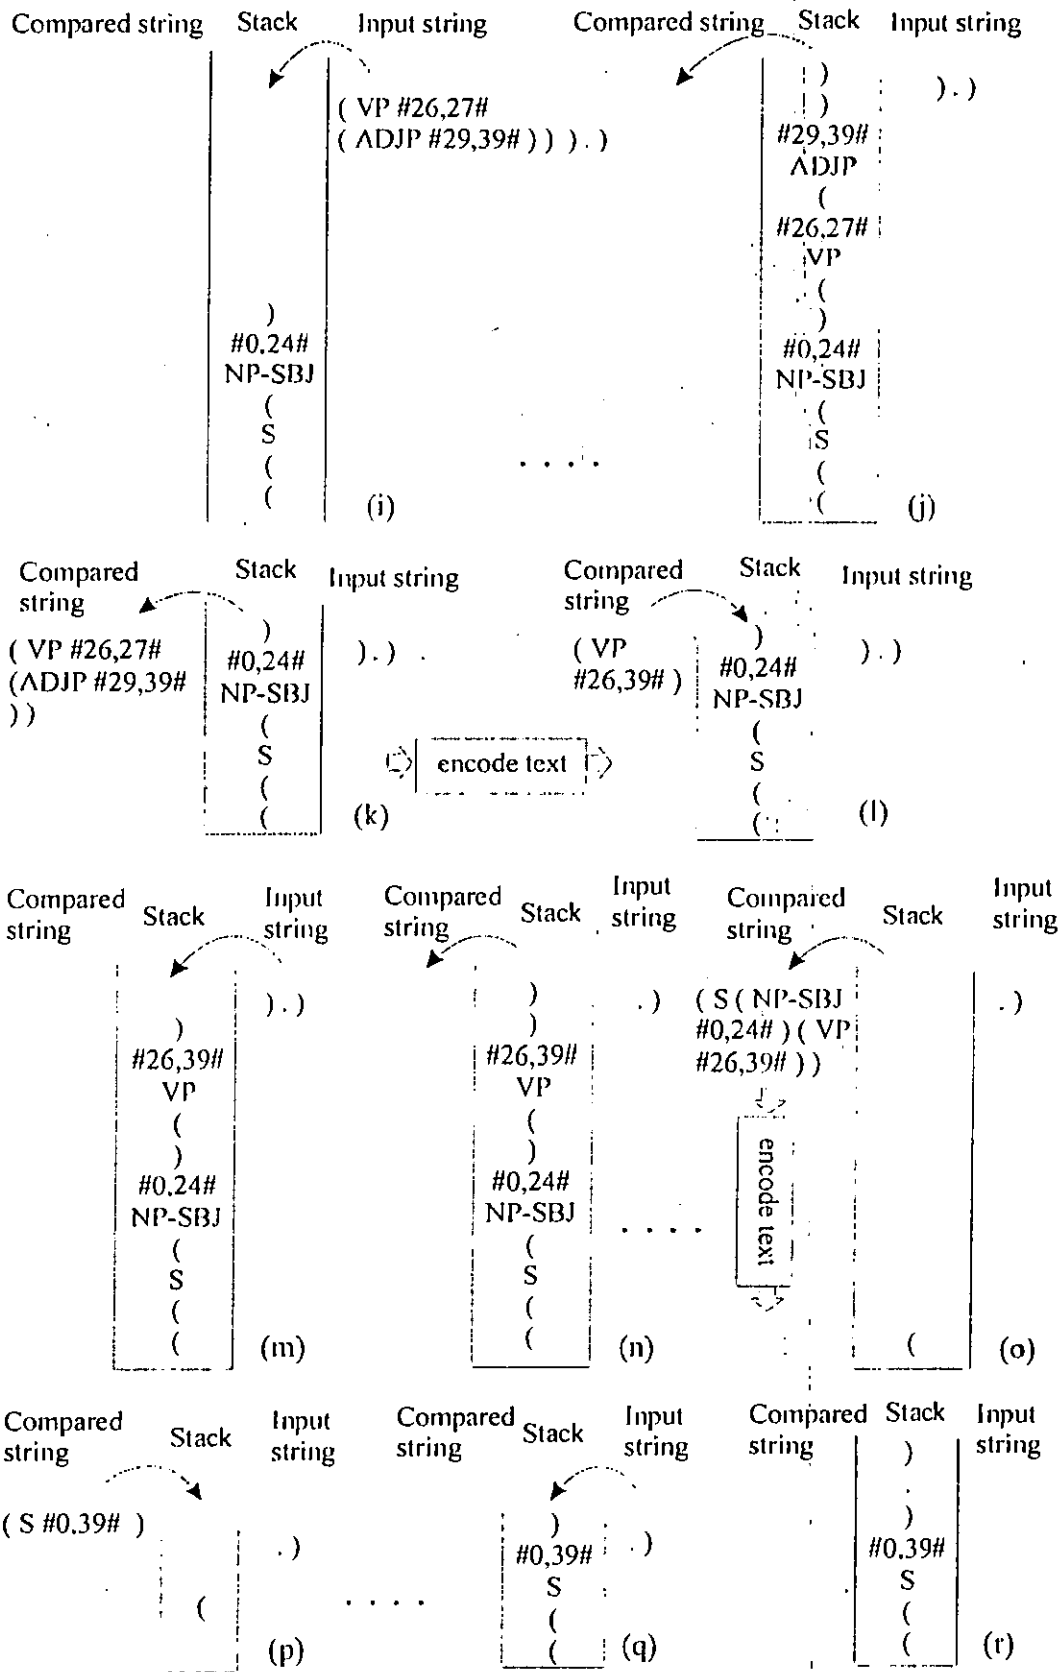 Compared string Stack Input string
( VP #26,27#
( ADJP #29,39# ) ) ) . )
)
#0,24#
NP-SBJ
(
S
(
(
(i)
. . . .
Compared string Stack Input string
)
)
#29,39#
ADJP
(
#26,27#
VP
(
)
#0,24#
NP-SBJ
(
S
(
(
) . )
(j)
Compared
string
Stack
Input string
( VP #26,27#
(ADJP #29,39#
) )
)
#0,24#
NP-SBJ
(
S
(
(
) . )
(k)
encode text
Compared
string
Stack
Input string
( VP
#26,39# )
)
#0,24#
NP-SBJ
(
S
(
(
) . )
(l)
Compared
string
Stack
Input
string
)
#26,39#
VP
(
)
#0,24#
NP-SBJ
(
S
(
(
) . )
(m)
Compared
string
Stack
Input
string
)
)
#26,39#
VP
(
)
#0,24#
NP-SBJ
(
S
(
(
. )
(n)
. . . .
Compared
string
Stack
Input
string
( S ( NP-SBJ
#0,24# ) ( VP
#26,39# ) )
encode text
(
. )
(o)
Compared
string
Stack
Input
string
( S #0,39# )
(
. )
(p)
. . . .
Compared
string
Stack
Input
string
)
#0,39#
S
(
(
. )
(q)
Compared
string
Stack
Input
string
)
.
)
#0,39#
S
(
(
(r)